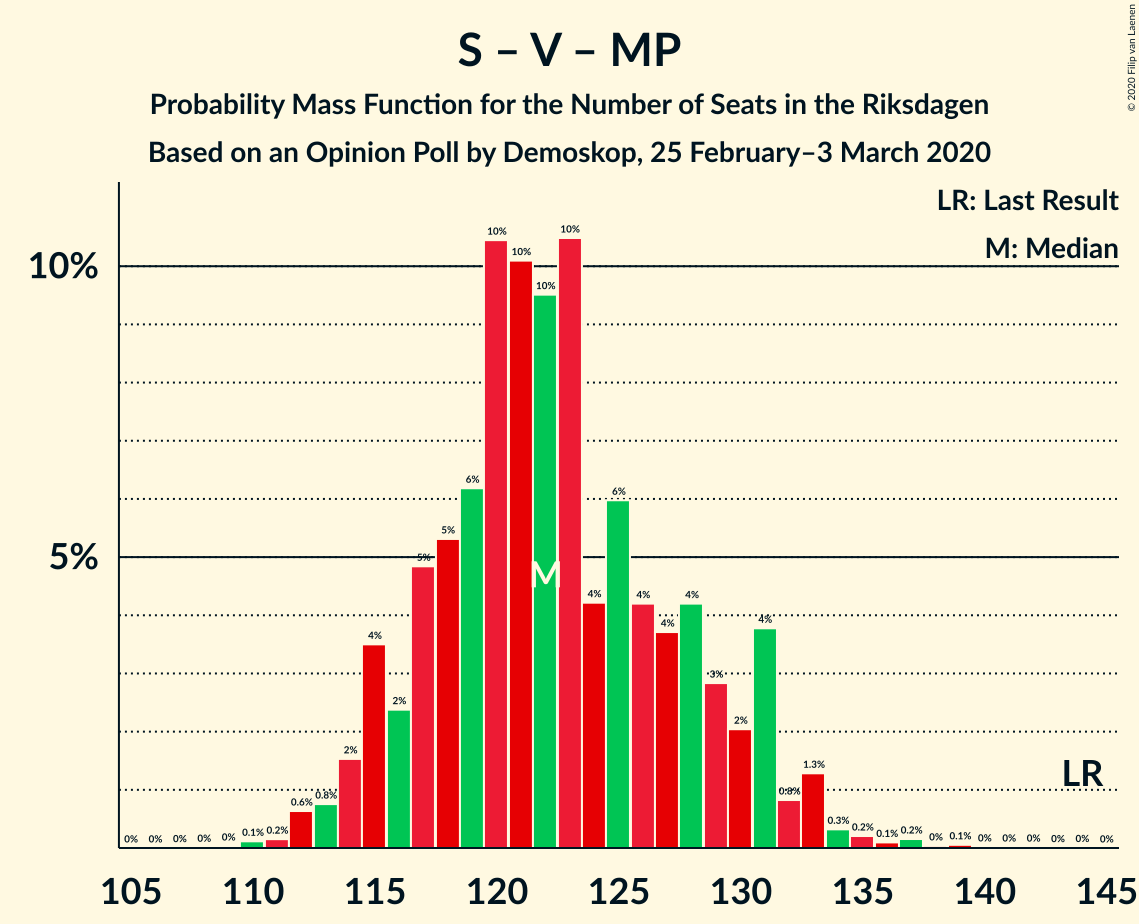 S – V – MP
Probability Mass Function for the Number of Seats in the Riksdagen
Based on an Opinion Poll by Demoskop, 25 February–3 March 2020
© 2020 Filip van Laenen
LR: Last Result
M: Median
10%
5%
0% 0% 0% 0% 0% 0.1% 0.2% 0.6% 0.8% 2% 4% 2% 5% 5% 6% 10% 10% 10% 10% 4% 6% 4% 4% 4% 3% 2% 4% 0.8% 1.3% 0.3% 0.2% 0.1% 0.2% 0% 0.1% 0% 0% 0% 0% 0% 0%
M
LR
105 110 115 120 125 130 135 140 145